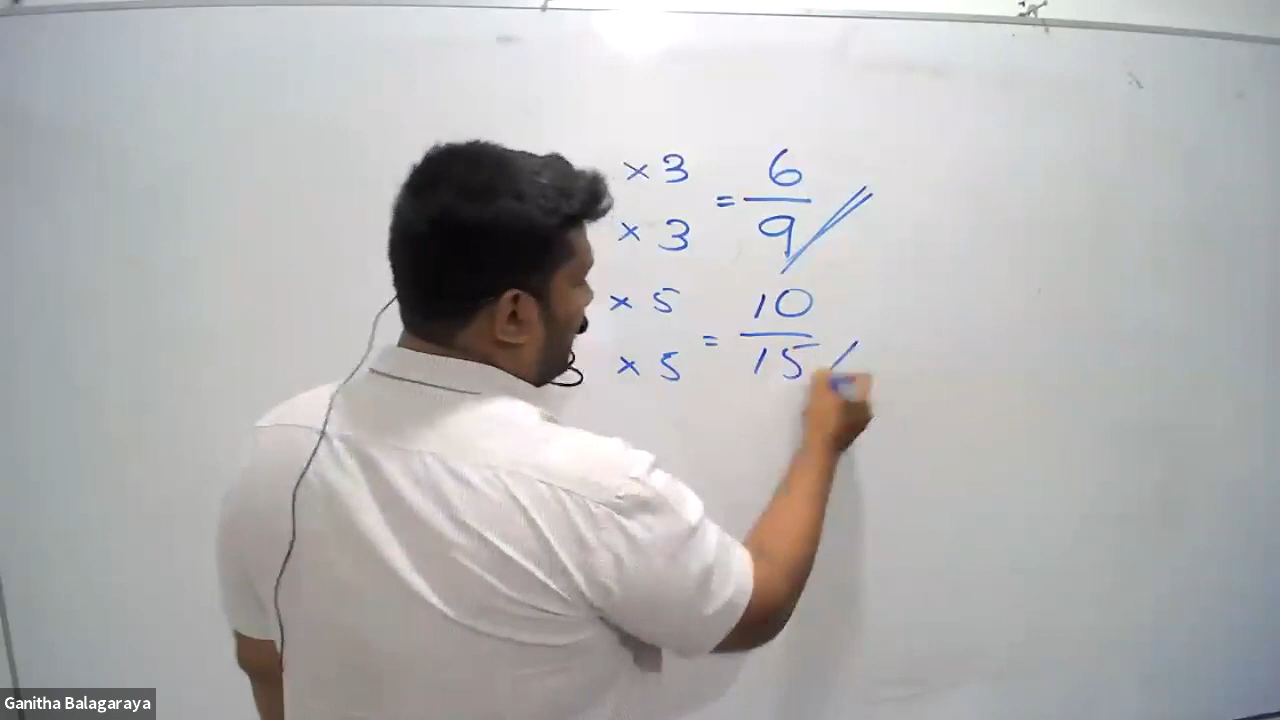 × 3 = 6
× 3 9
× 5 = 10
× 5 15
Ganitha Balagaraya